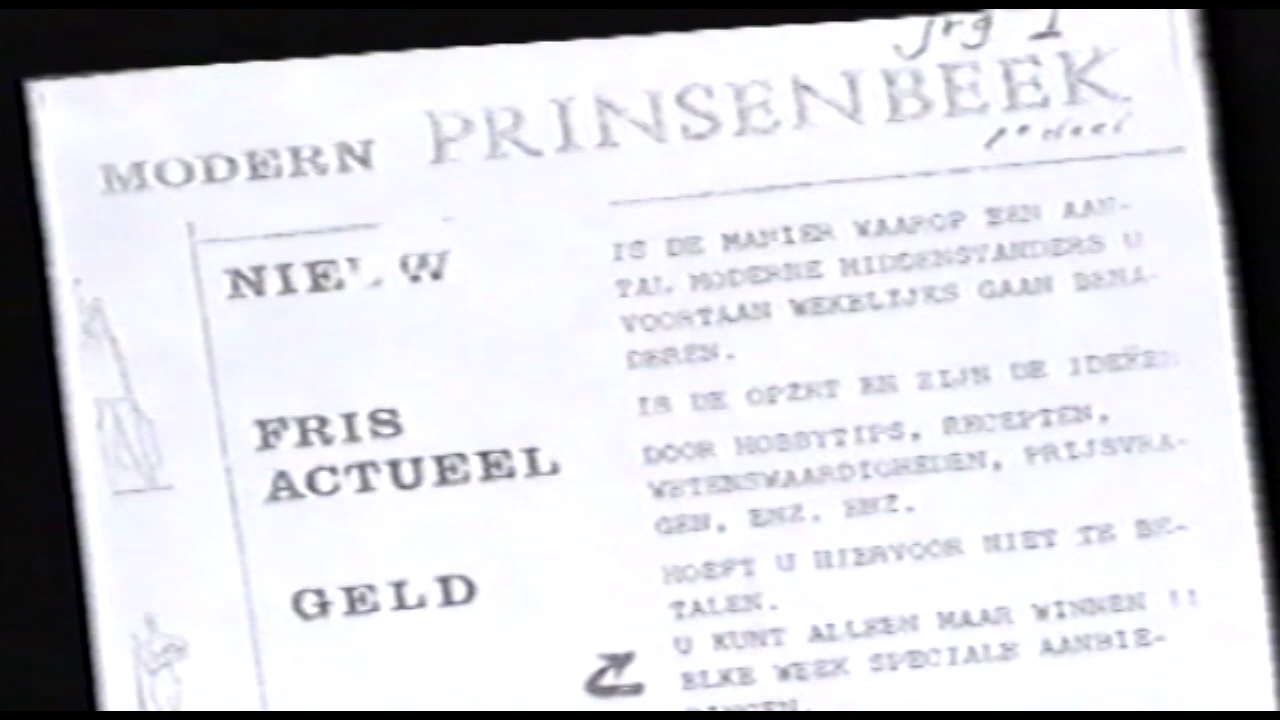 jrg 1
MODERN PRINSENBEEK
NIEUW
IS DE MANIER WAAROP EEN AAN-
TAL MODERNE MIDDENSTANDERS U
VOORTAAN WEKELIJKS GAAN BENA-
DEREN.
FRIS
ACTUEEL
IS DE OPZET EN ZIJN DE IDEEËN
DOOR HOBBYTIPS, RECEPTEN,
WETENSWAARDIGHEDEN, PRIJSVRA-
GEN, ENZ. ENZ.
GELD
HOEFT U HIERVOOR NIET TE BE-
TALEN.
U KUNT ALLEEN MAAR WINNEN !!
ELKE WEEK SPECIALE AANBIE-
DINGEN.